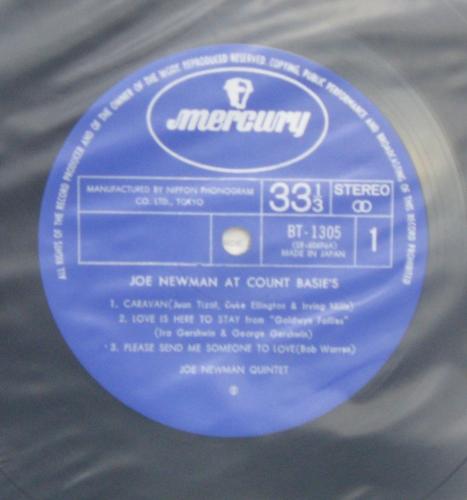 ALL RIGHTS OF THE RECORD PRODUCER AND OF THE OWNER OF THE WORK REPRODUCED RESERVED. COPYING, PUBLIC PERFORMANCE AND BROADCASTING OF THIS RECORD PROHIBITED
mercury
MANUFACTURED BY NIPPON PHONOGRAM CO. LTD., TOKYO
33 1/3
STEREO
BT-1305
MADE IN JAPAN
1
JOE NEWMAN AT COUNT BASIE'S
1. CARAVAN(Juan Tizol, Duke Ellington & Irving Mills)
2. LOVE IS HERE TO STAY from "Goldwyn Follies"
(Ira Gershwin & George Gershwin)
3. PLEASE SEND ME SOMEONE TO LOVE(Bob Warren)
JOE NEWMAN QUINTET